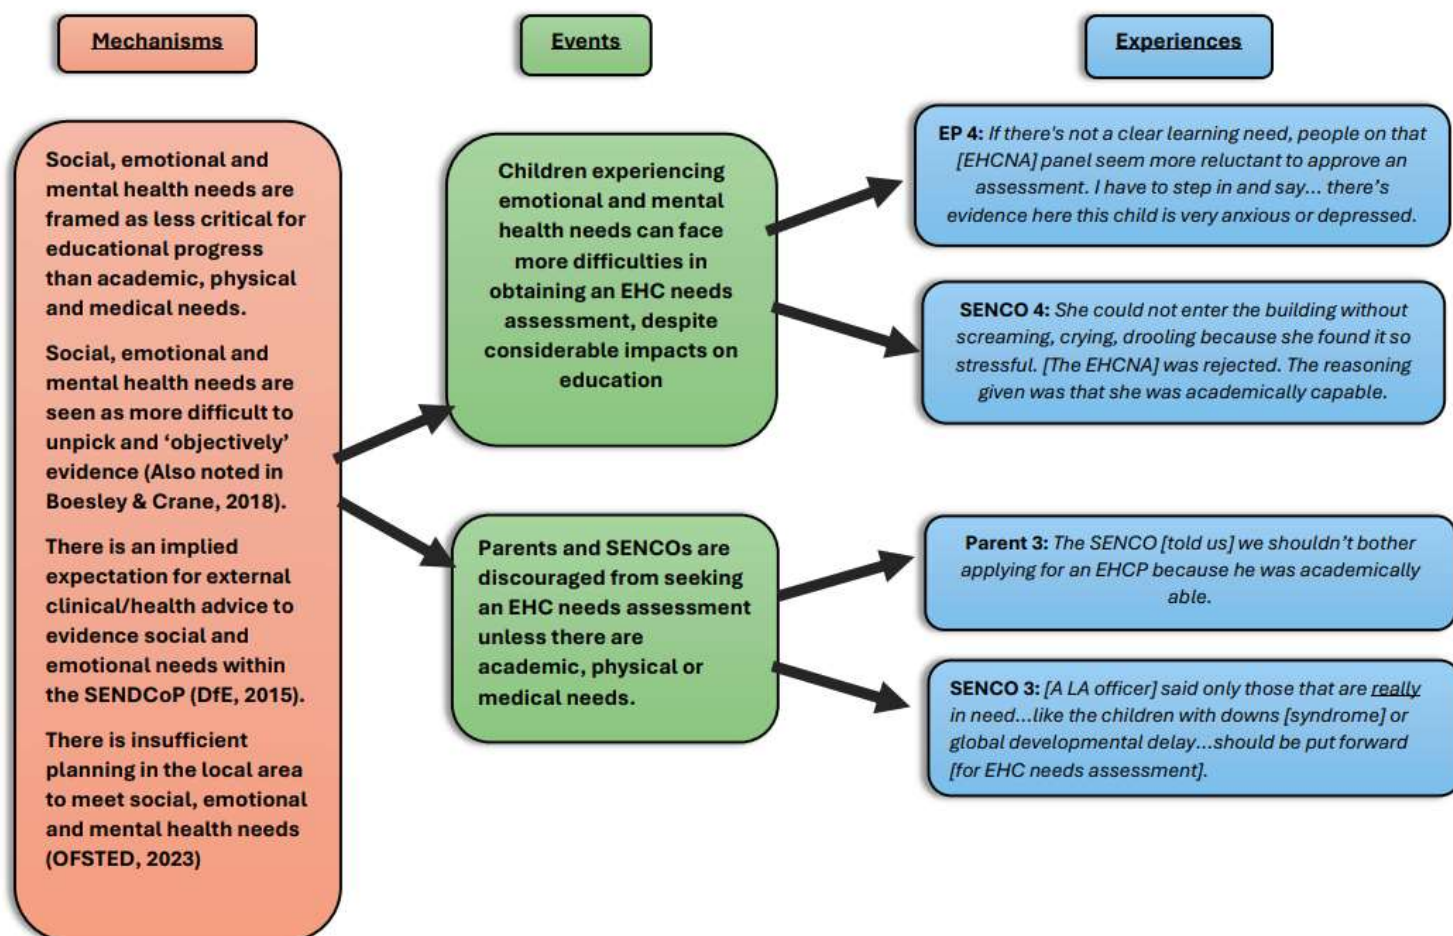 Mechanisms
Events
Experiences
Social, emotional and
mental health needs are
framed as less critical for
educational progress
than academic, physical
and medical needs.
Social, emotional and
mental health needs are
seen as more difficult to
unpick and ‘objectively’
evidence (Also noted in
Boesley & Crane, 2018).
There is an implied
expectation for external
clinical/health advice to
evidence social and
emotional needs within
the SENDCoP (DfE, 2015).
There is insufficient
planning in the local area
to meet social, emotional
and mental health needs
(OFSTED, 2023)
Children experiencing
emotional and mental
health needs can face
more difficulties in
obtaining an EHC needs
assessment, despite
considerable impacts on
education
Parents and SENCOs are
discouraged from seeking
an EHC needs assessment
unless there are
academic, physical or
medical needs.
EP 4: If there's not a clear learning need, people on that
[EHCNA] panel seem more reluctant to approve an
assessment. I have to step in and say... there’s
evidence here this child is very anxious or depressed.
SENCO 4: She could not enter the building without
screaming, crying, drooling because she found it so
stressful. [The EHCNA] was rejected. The reasoning
given was that she was academically capable.
Parent 3: The SENCO [told us] we shouldn’t bother
applying for an EHCP because he was academically
able.
SENCO 3: [A LA officer] said only those that are really
in need...like the children with downs [syndrome] or
global developmental delay...should be put forward
[for EHC needs assessment].